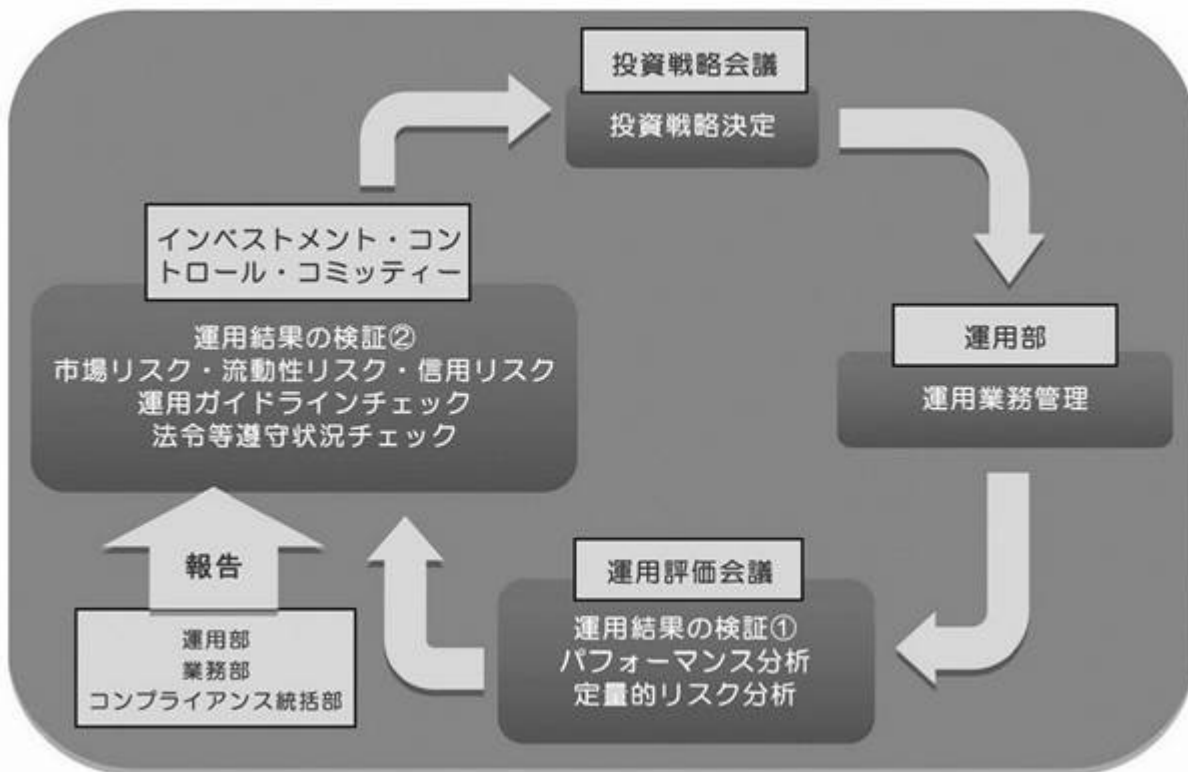 投資戦略会議
投資戦略決定
インベストメント・コン
トロール・コミッティー
運用結果の検証②
市場リスク・流動性リスク・信用リスク
運用ガイドラインチェック
法令等遵守状況チェック
運用部
運用業務管理
報告
運用部
業務部
コンプライアンス統括部
運用評価会議
運用結果の検証①
パフォーマンス分析
定量的リスク分析